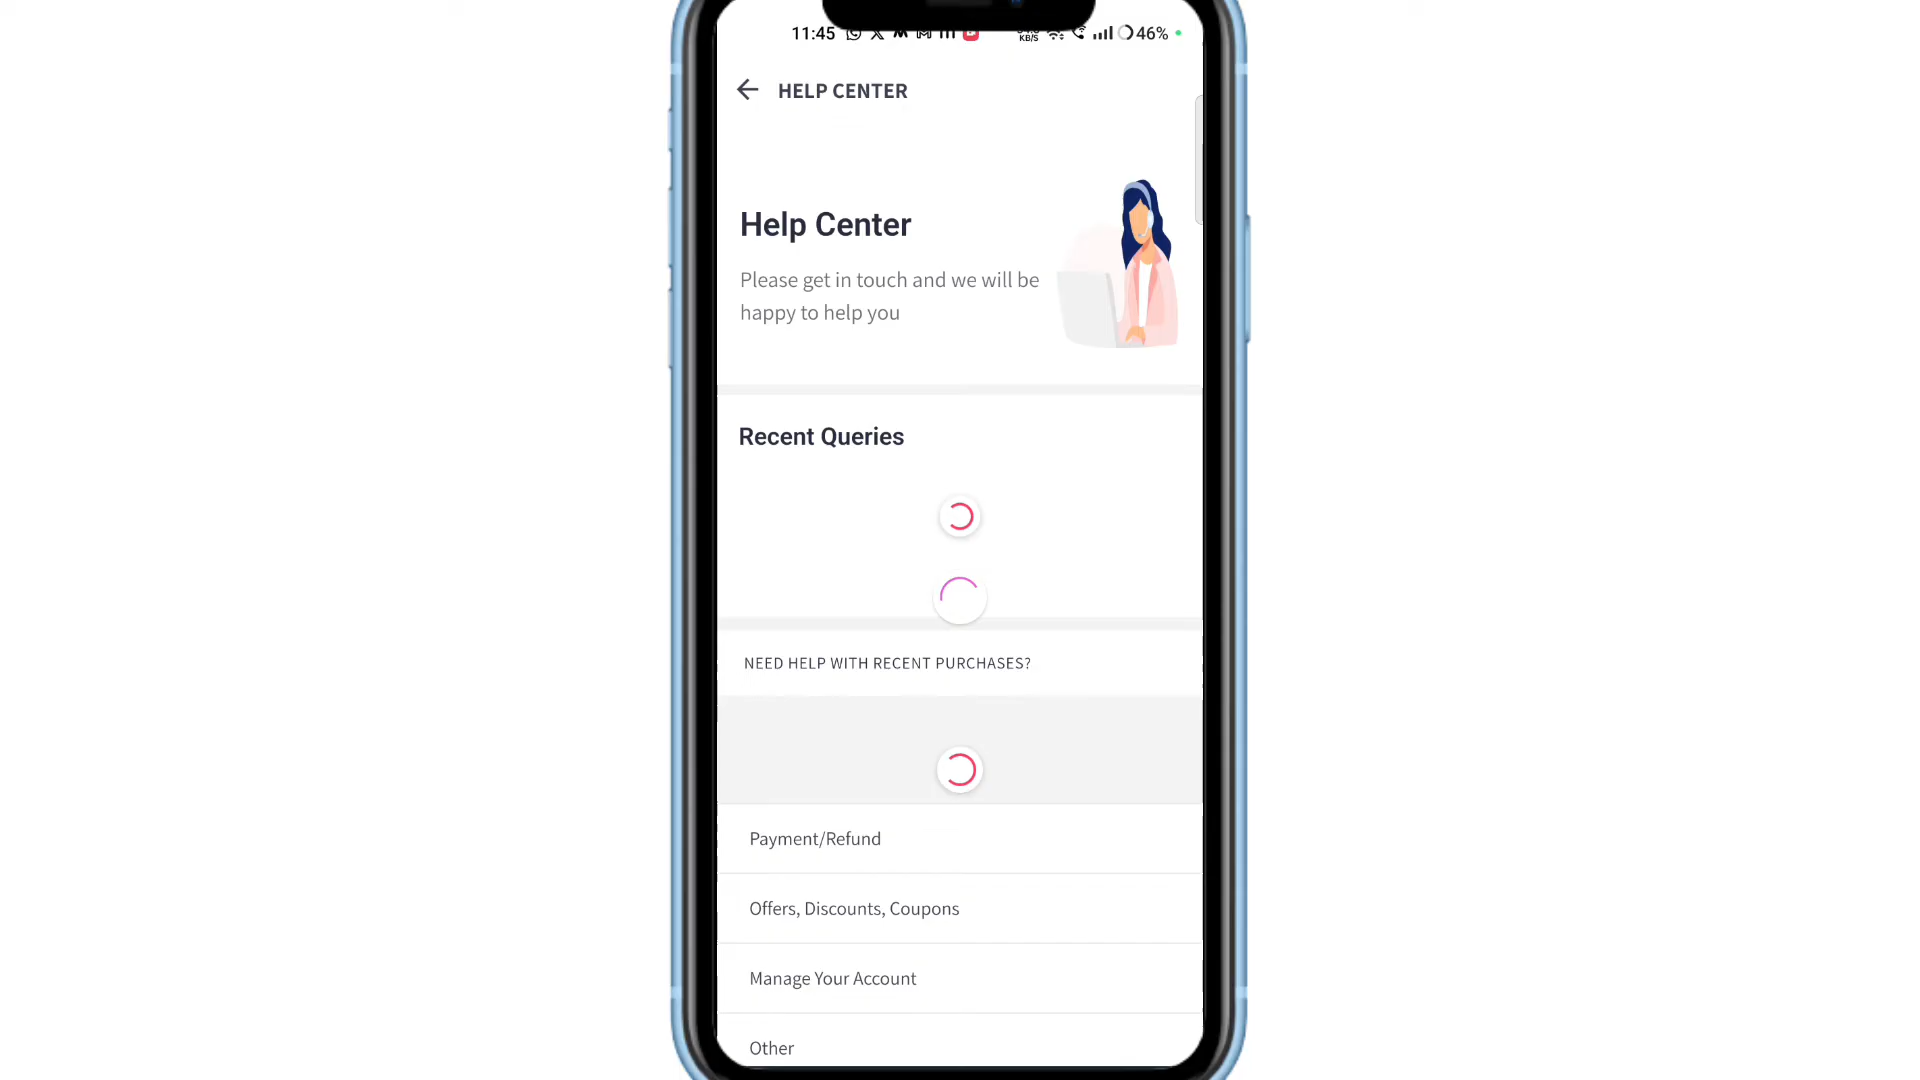 11:45
KB/S
46%
HELP CENTER
Help Center
Please get in touch and we will be
happy to help you
Recent Queries
NEED HELP WITH RECENT PURCHASES?
Payment/Refund
Offers, Discounts, Coupons
Manage Your Account
Other